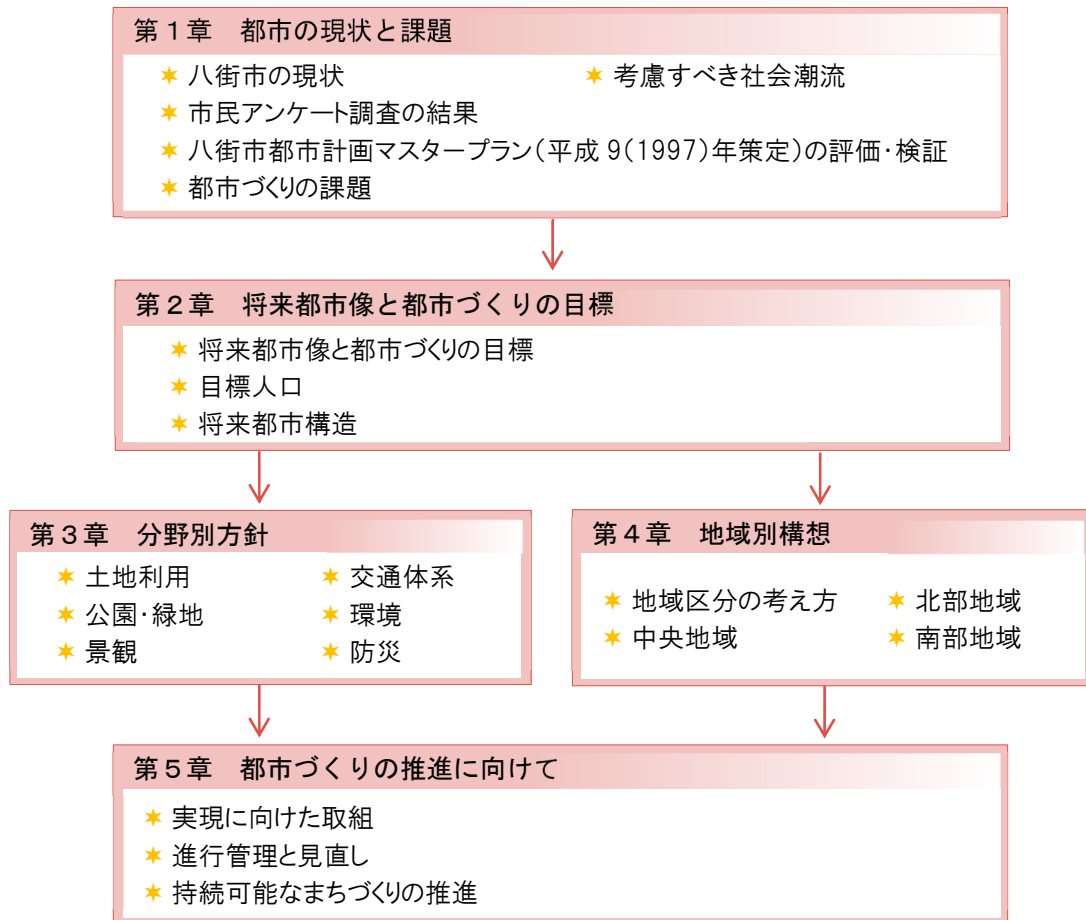 第１章　都市の現状と課題
✶ 八街市の現状　✶ 考慮すべき社会潮流
✶ 市民アンケート調査の結果
✶ 八街市都市計画マスタープラン（平成 9（1997）年策定）の評価・検証
✶ 都市づくりの課題
第２章　将来都市像と都市づくりの目標
✶ 将来都市像と都市づくりの目標
✶ 目標人口
✶ 将来都市構造
第３章　分野別方針
✶ 土地利用　✶ 交通体系
✶ 公園・緑地　✶ 環境
✶ 景観　✶ 防災
第４章　地域別構想
✶ 地域区分の考え方　✶ 北部地域
✶ 中央地域　✶ 南部地域
第５章　都市づくりの推進に向けて
✶ 実現に向けた取組
✶ 進行管理と見直し
✶ 持続可能なまちづくりの推進